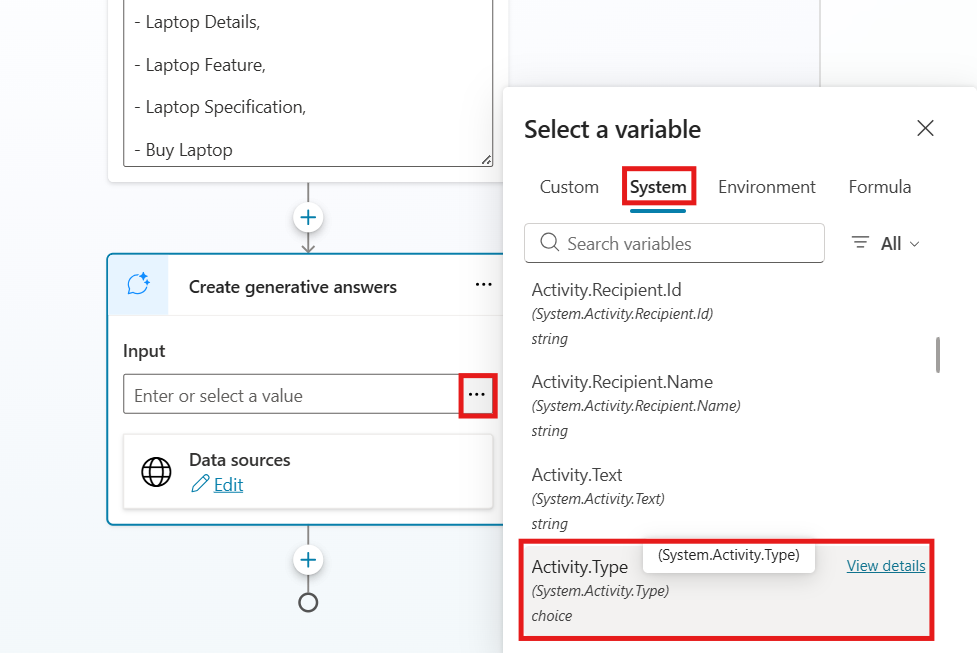 - Laptop Details,
- Laptop Feature,
- Laptop Specification,
- Buy Laptop
Create generative answers
...
Input
Enter or select a value
...
Data sources
Edit
Select a variable
Custom System Environment Formula
Search variables
All
Activity.Recipient.Id
(System.Activity.Recipient.Id)
string
Activity.Recipient.Name
(System.Activity.Recipient.Name)
string
Activity.Text
(System.Activity.Text)
string
(System.Activity.Type)
Activity.Type
View details
(System.Activity.Type)
choice